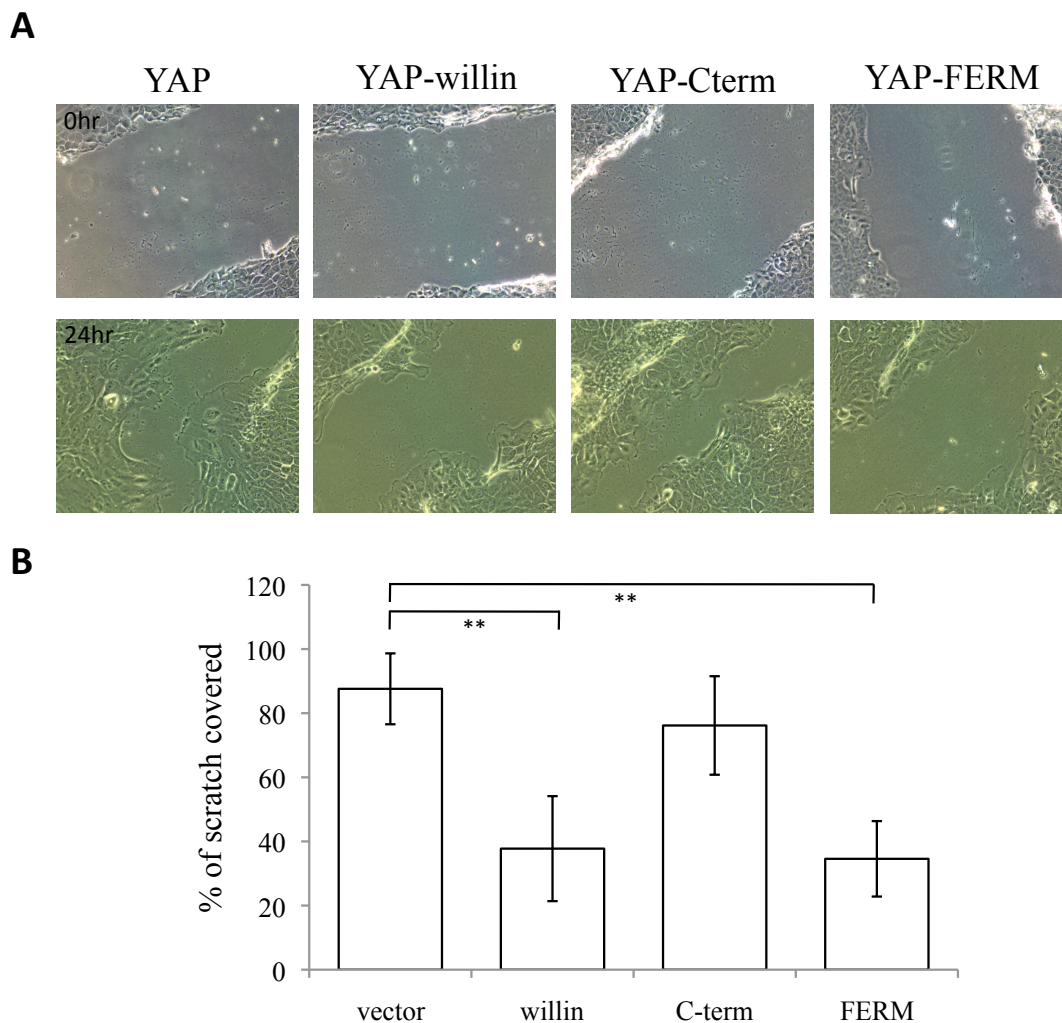 A
YAP YAP-willin YAP-Cterm YAP-FERM
0hr
24hr
B
120
100
80
60
40
20
0
% of scratch covered
**
**
vector willin C-term FERM